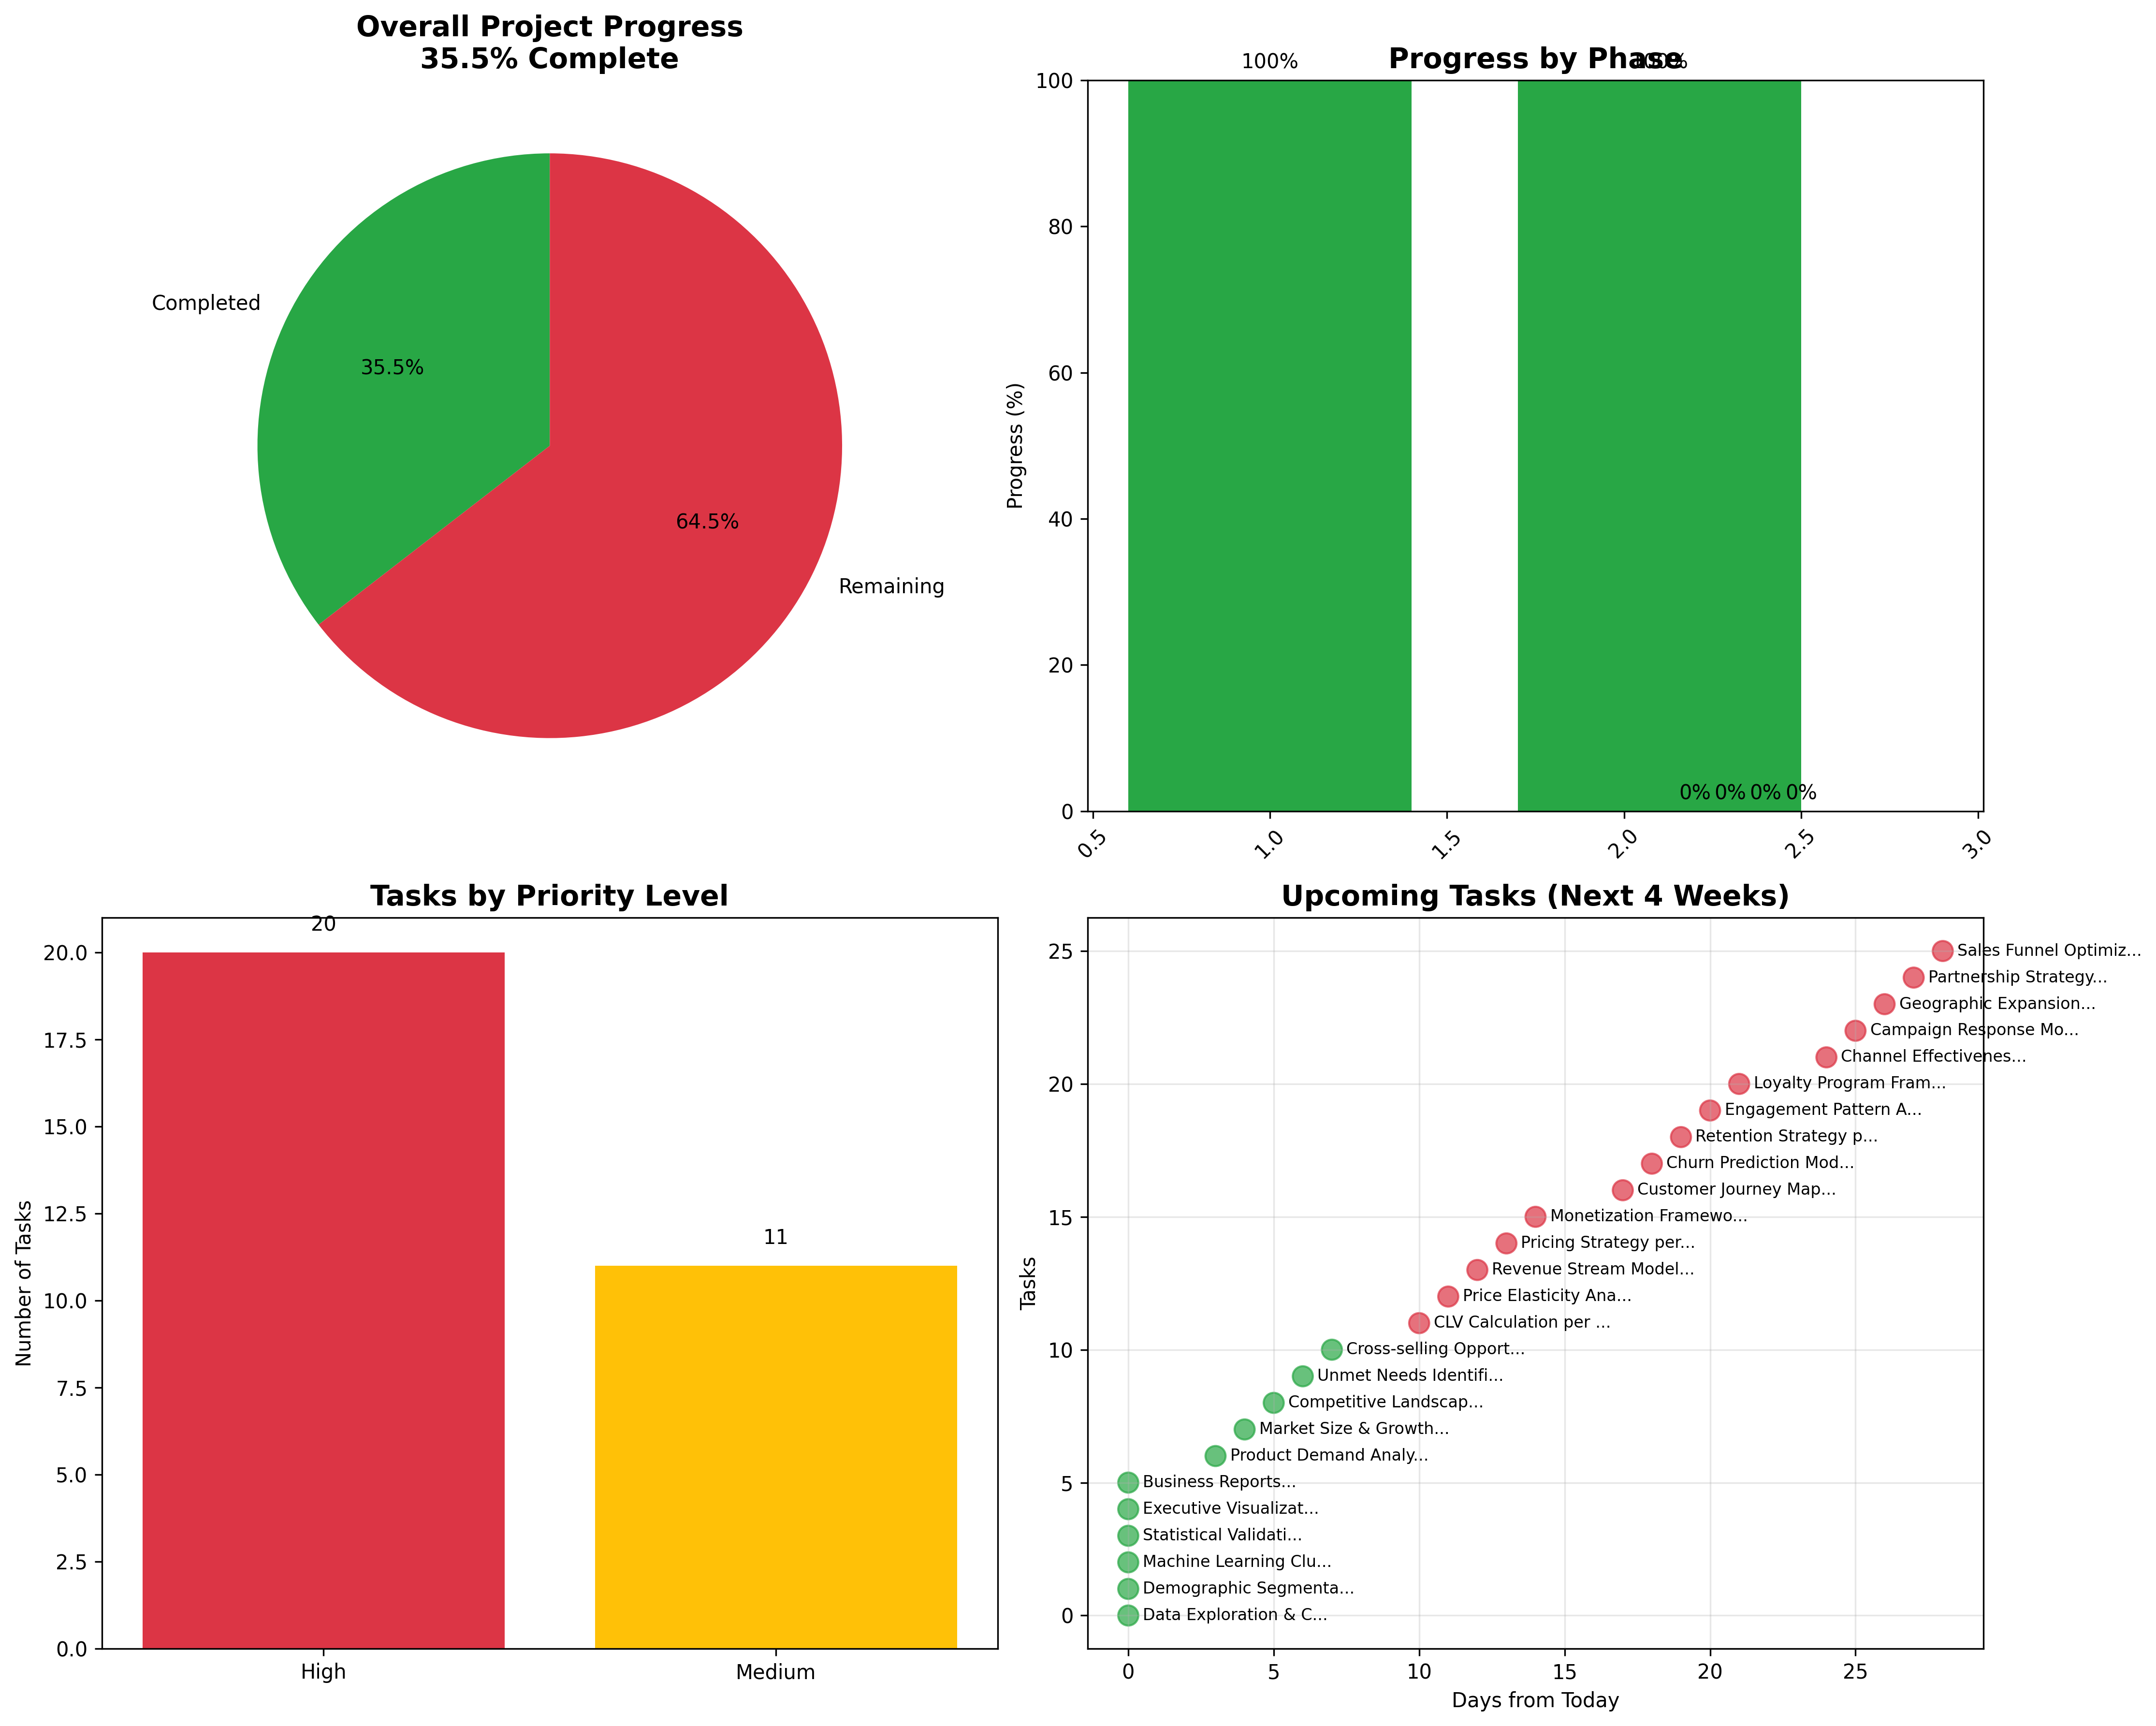 Overall Project Progress
35.5% Complete
Completed
35.5%
64.5%
Remaining
Progress by Phase
100%
100%
Progress (%)
100
80
60
40
20
0
0% 0% 0% 0%
0.5
1.0
1.5
2.0
2.5
3.0
Tasks by Priority Level
20
11
Number of Tasks
20.0
17.5
15.0
12.5
10.0
7.5
5.0
2.5
0.0
High
Medium
Upcoming Tasks (Next 4 Weeks)
Tasks
25
20
15
10
5
0
Sales Funnel Optimiz...
Partnership Strategy...
Geographic Expansion...
Campaign Response Mo...
Channel Effectivenes...
Loyalty Program Fram...
Engagement Pattern A...
Retention Strategy p...
Churn Prediction Mod...
Customer Journey Map...
Monetization Framewo...
Pricing Strategy per...
Revenue Stream Model...
Price Elasticity Ana...
CLV Calculation per ...
Cross-selling Opport...
Unmet Needs Identifi...
Competitive Landscap...
Market Size & Growth...
Product Demand Analy...
Business Reports...
Executive Visualizat...
Statistical Validati...
Machine Learning Clu...
Demographic Segmenta...
Data Exploration & C...
0
5
10
15
20
25
Days from Today